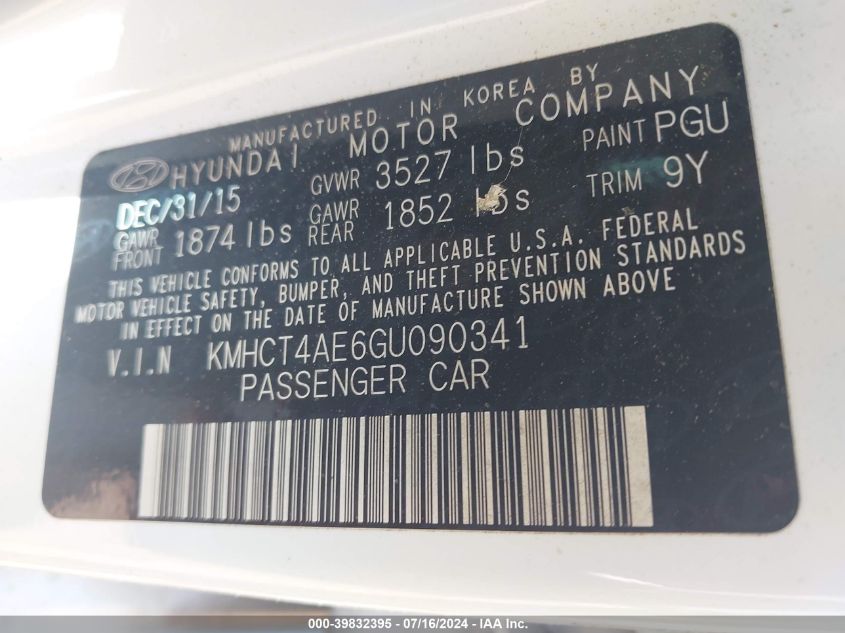 MANUFACTURED IN KOREA BY
HYUNDAI MOTOR COMPANY
DEC/31/15 GVWR 3527 lbs PAINT PGU
GAWR FRONT 1874 lbs GAWR REAR 1852 lbs TRIM 9Y
THIS VEHICLE CONFORMS TO ALL APPLICABLE U.S.A. FEDERAL
MOTOR VEHICLE SAFETY, BUMPER, AND THEFT PREVENTION STANDARDS
IN EFFECT ON THE DATE OF MANUFACTURE SHOWN ABOVE
V.I.N KMHCT4AE6GU090341
PASSENGER CAR
000-39832395 - 07/16/2024 - IAA Inc.